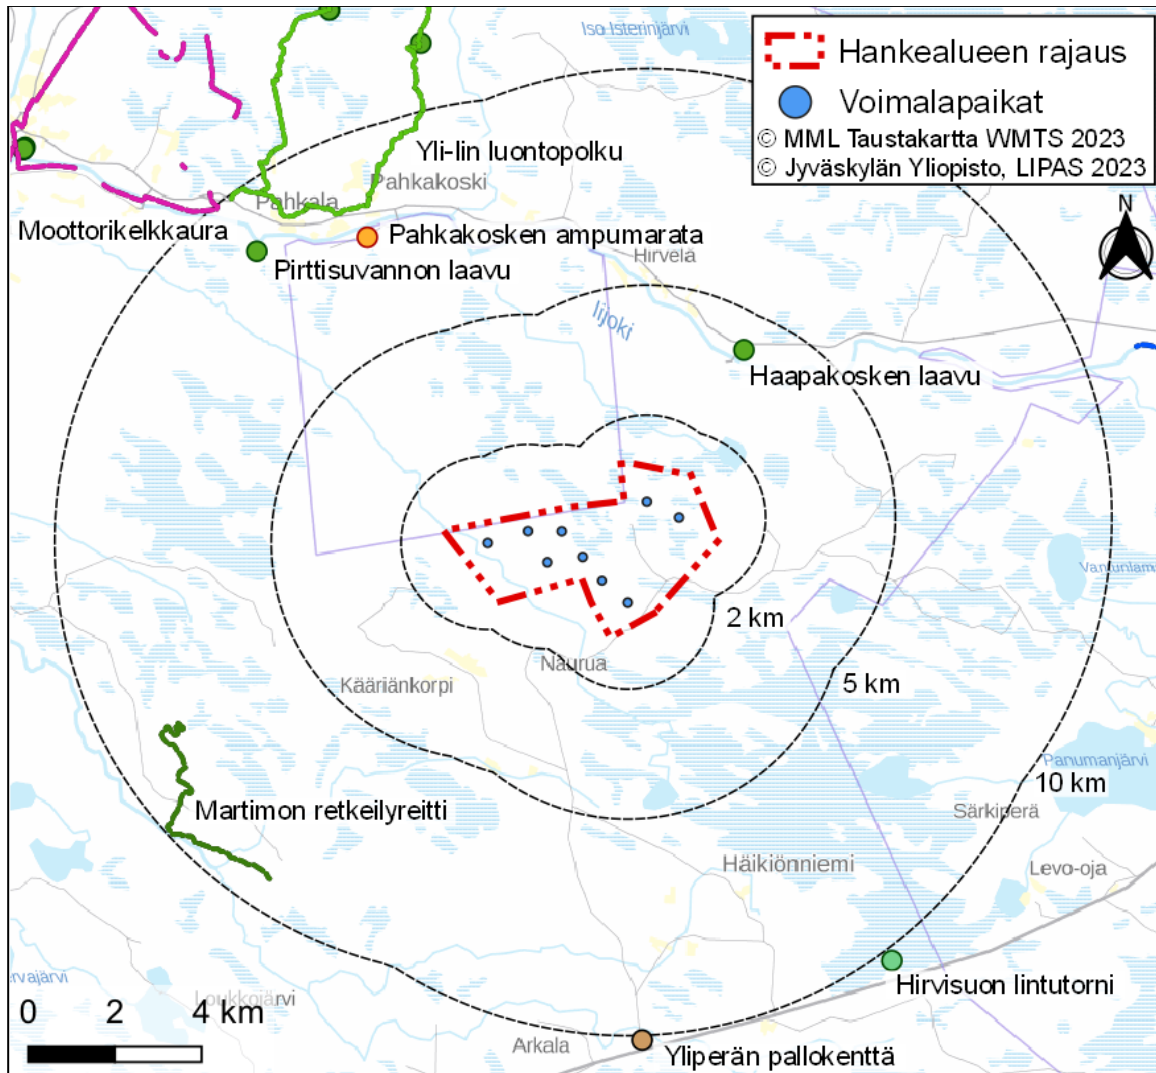 Iso Isterinjärvi
Hankealueen rajaus
Voimalapaikat
© MML Taustakartta WMTS 2023
© Jyväskylän Yliopisto, LIPAS 2023
N
Yli-Iin luontopolku
Pahkakoski
Pahkala
Moottorikelkkaura
Pahkakosken ampumarata
Pirttisuvannon laavu
Hirvelä
Iijoki
Haapakosken laavu
2 km
Naurua
Kääriänkorpi
5 km
Panumanjärvi
10 km
Martimon retkeilyreitti
Särkiperä
Häikiönniemi
Levo-oja
Hirvisuon lintutorni
Loukkojärvi
0 2 4 km
Arkala
Yliperän pallokenttä